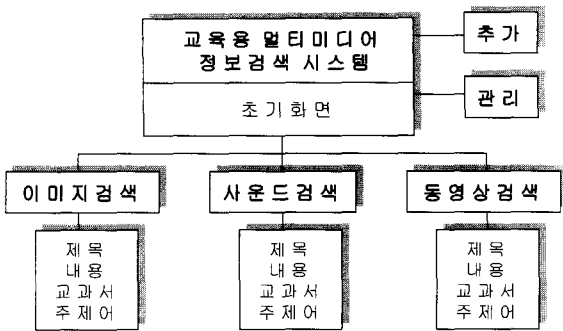 교육용 멀티미디어
정보검색 시스템
초기화면
추가
관리
이미지검색
사운드검색
동영상검색
제목
내용
교과서
주제어
제목
내용
교과서
주제어
제목
내용
교과서
주제어